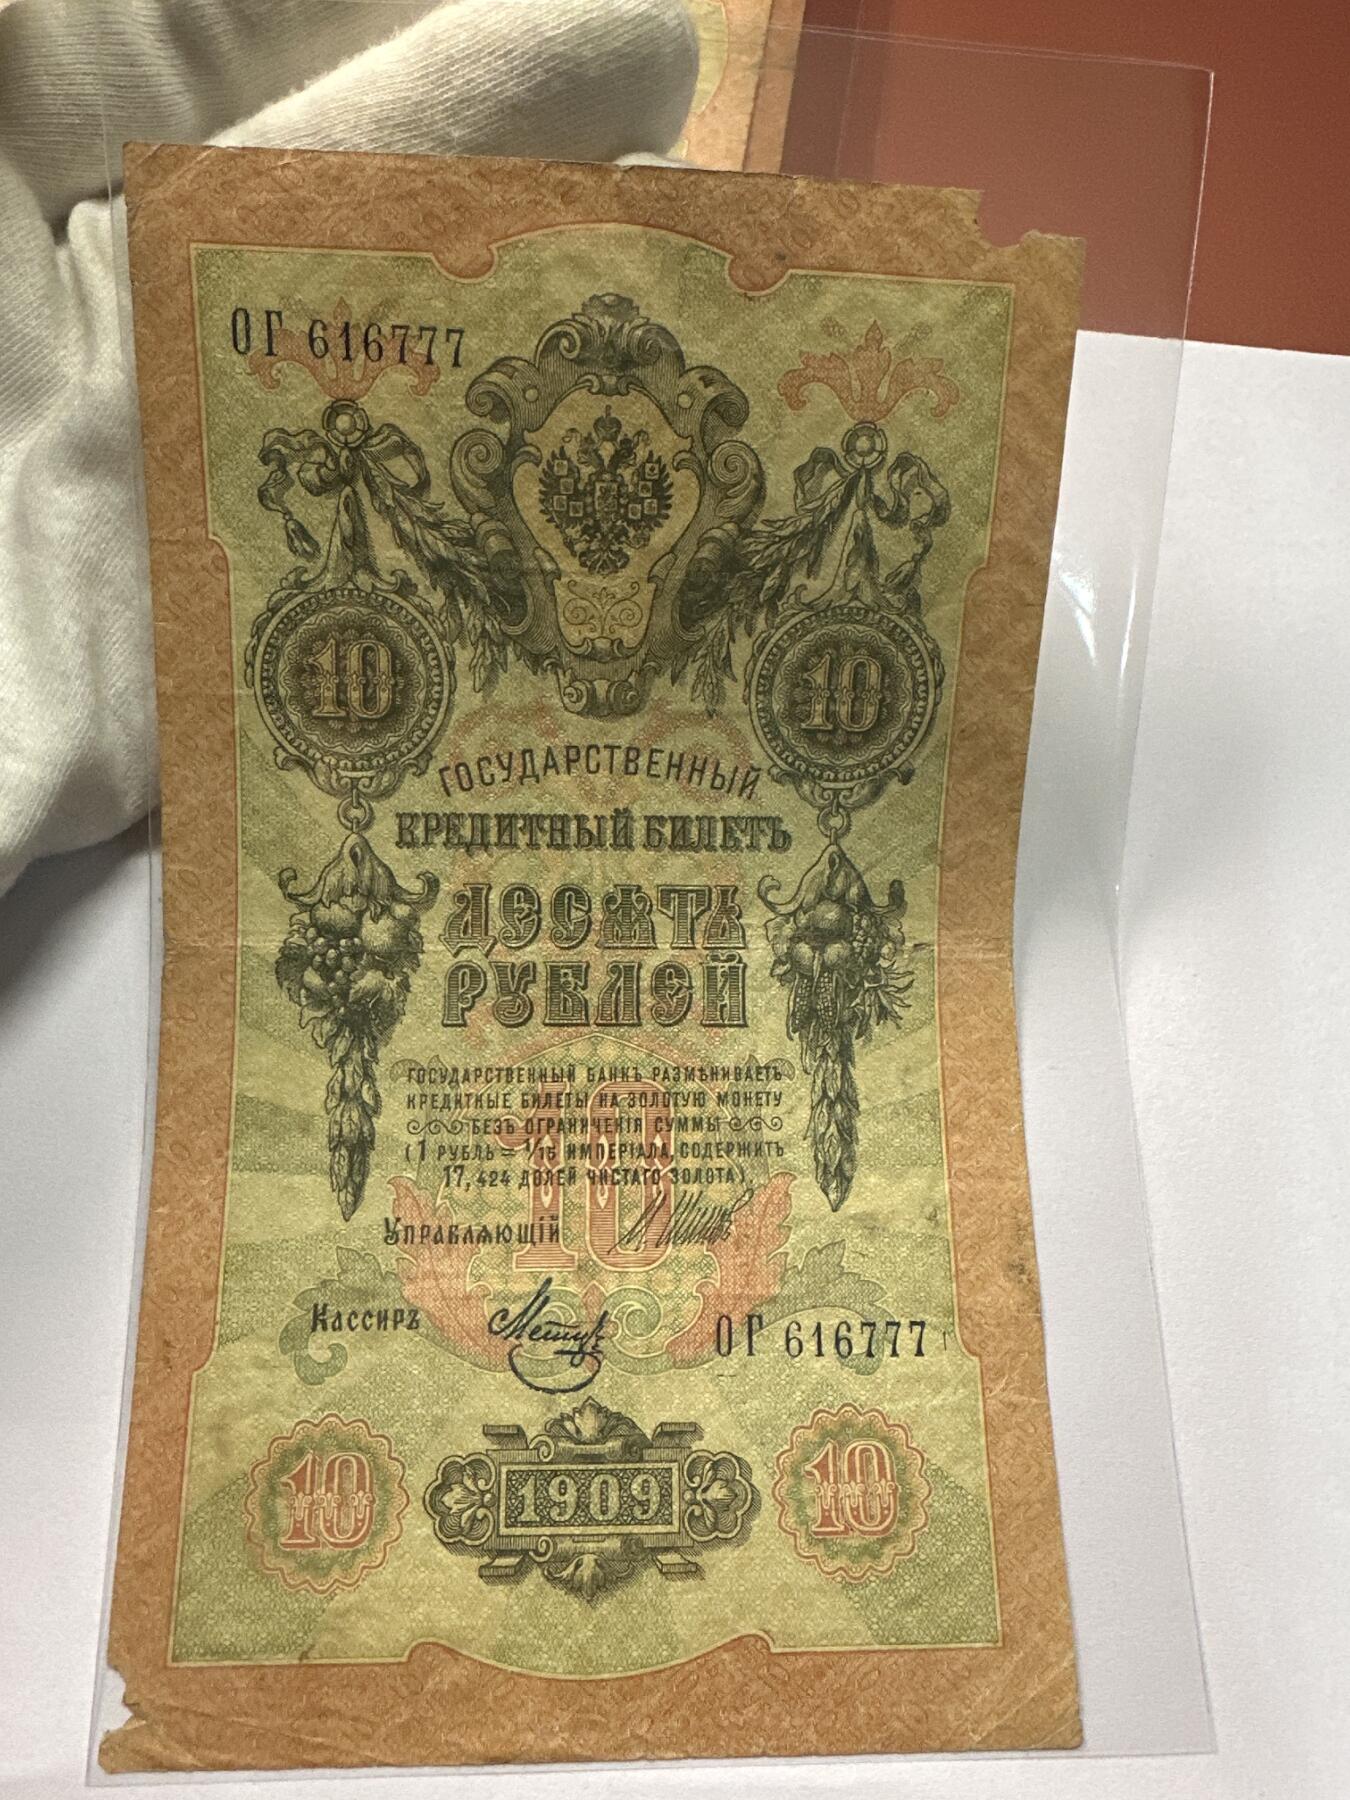 ОГ 616777
10 10
ГОСУДАРСТВЕННЫЙ
КРЕДИТНЫЙ БИЛЕТЪ
ДЕСЯТЬ
РУБЛЕЙ
10
ГОСУДАРСТВЕННЫЙ БАНКЪ РАЗМѢНИВАЕТЪ
КРЕДИТНЫЕ БИЛЕТЫ НА ЗОЛОТУЮ МОНЕТУ
БЕЗЪ ОГРАНИЧЕНІЯ СУММЫ
(1 РУБЛЬ = 1/15 ИМПЕРІАЛА, СОДЕРЖИТЪ
17,424 ДОЛЕЙ ЧИСТАГО ЗОЛОТА).
УПРАВЛЯЮЩІЙ
КАССИРЪ
ОГ 616777
10 1909 10